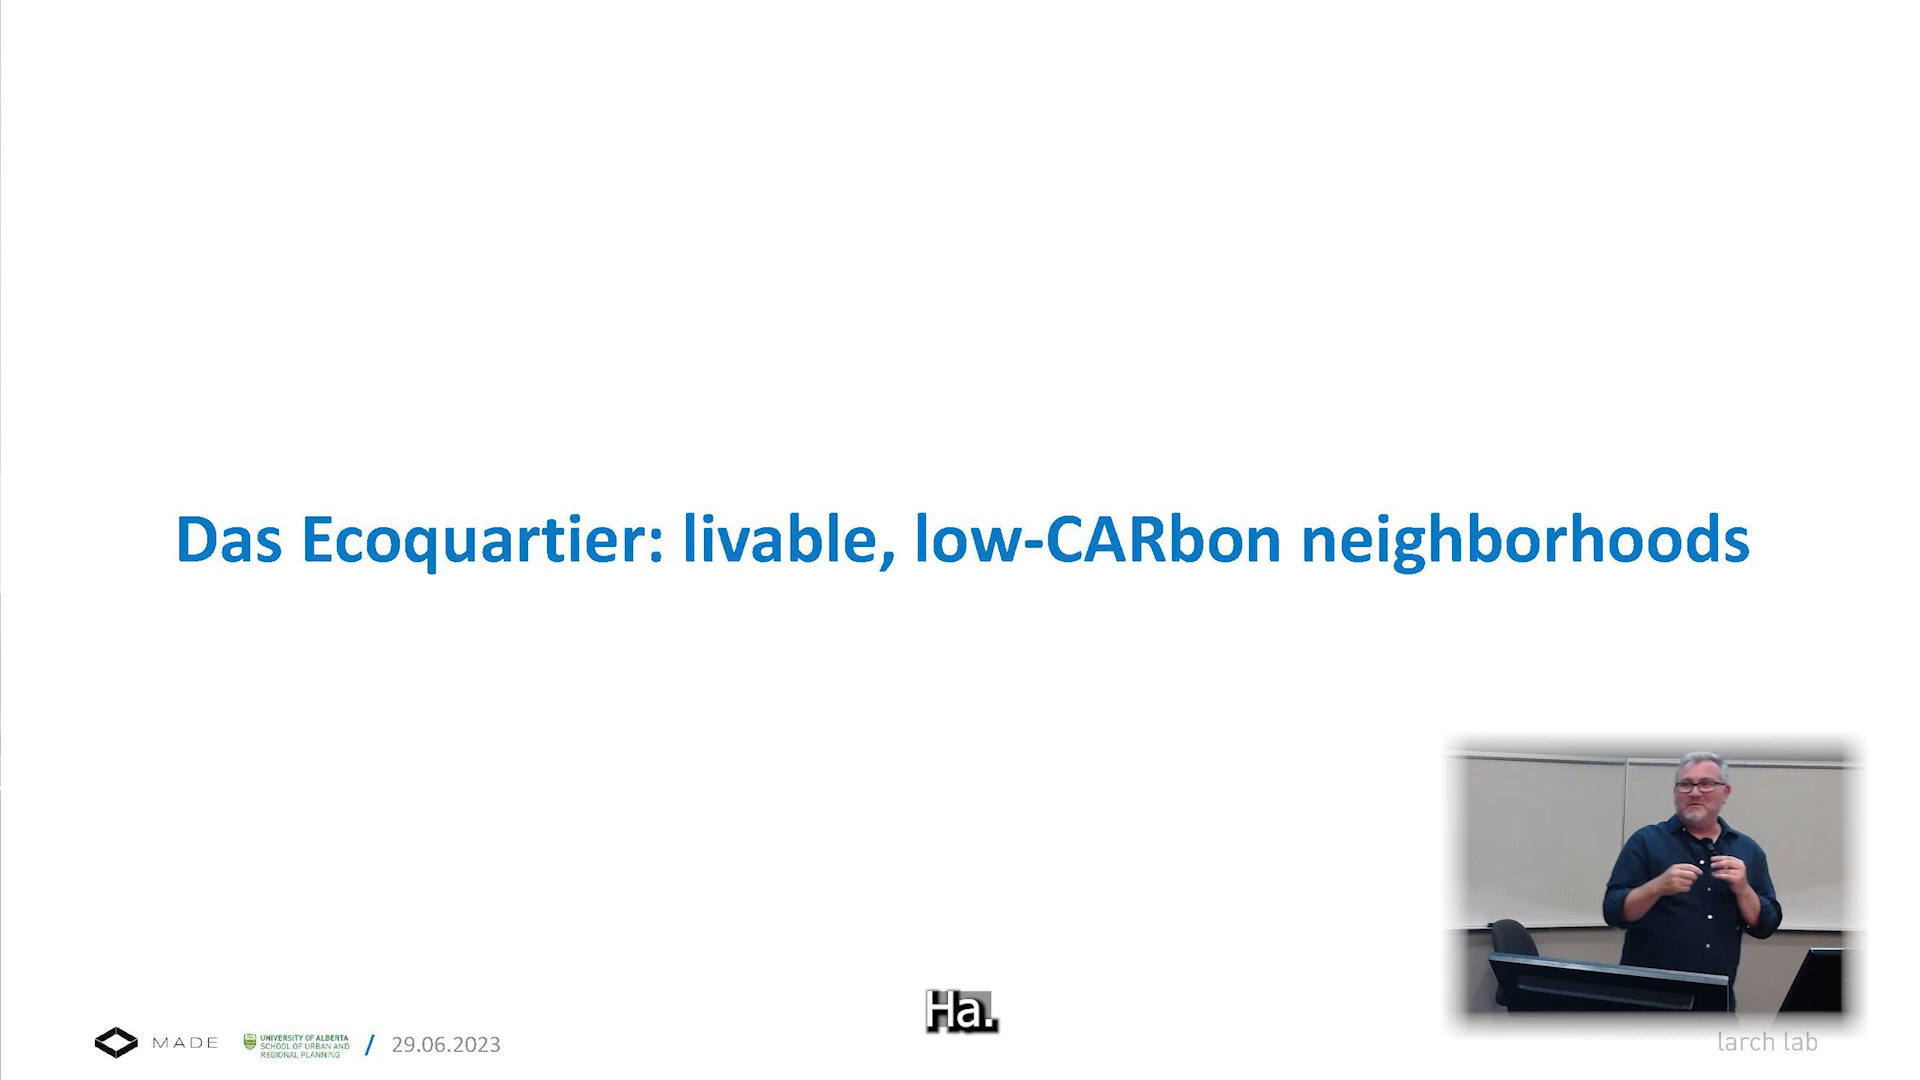 Das Ecoquartier: livable, low-CARbon neighborhoods
Ha.
MADE
UNIVERSITY OF ALBERTA
SCHOOL OF URBAN AND
REGIONAL PLANNING
/ 29.06.2023
larch lab